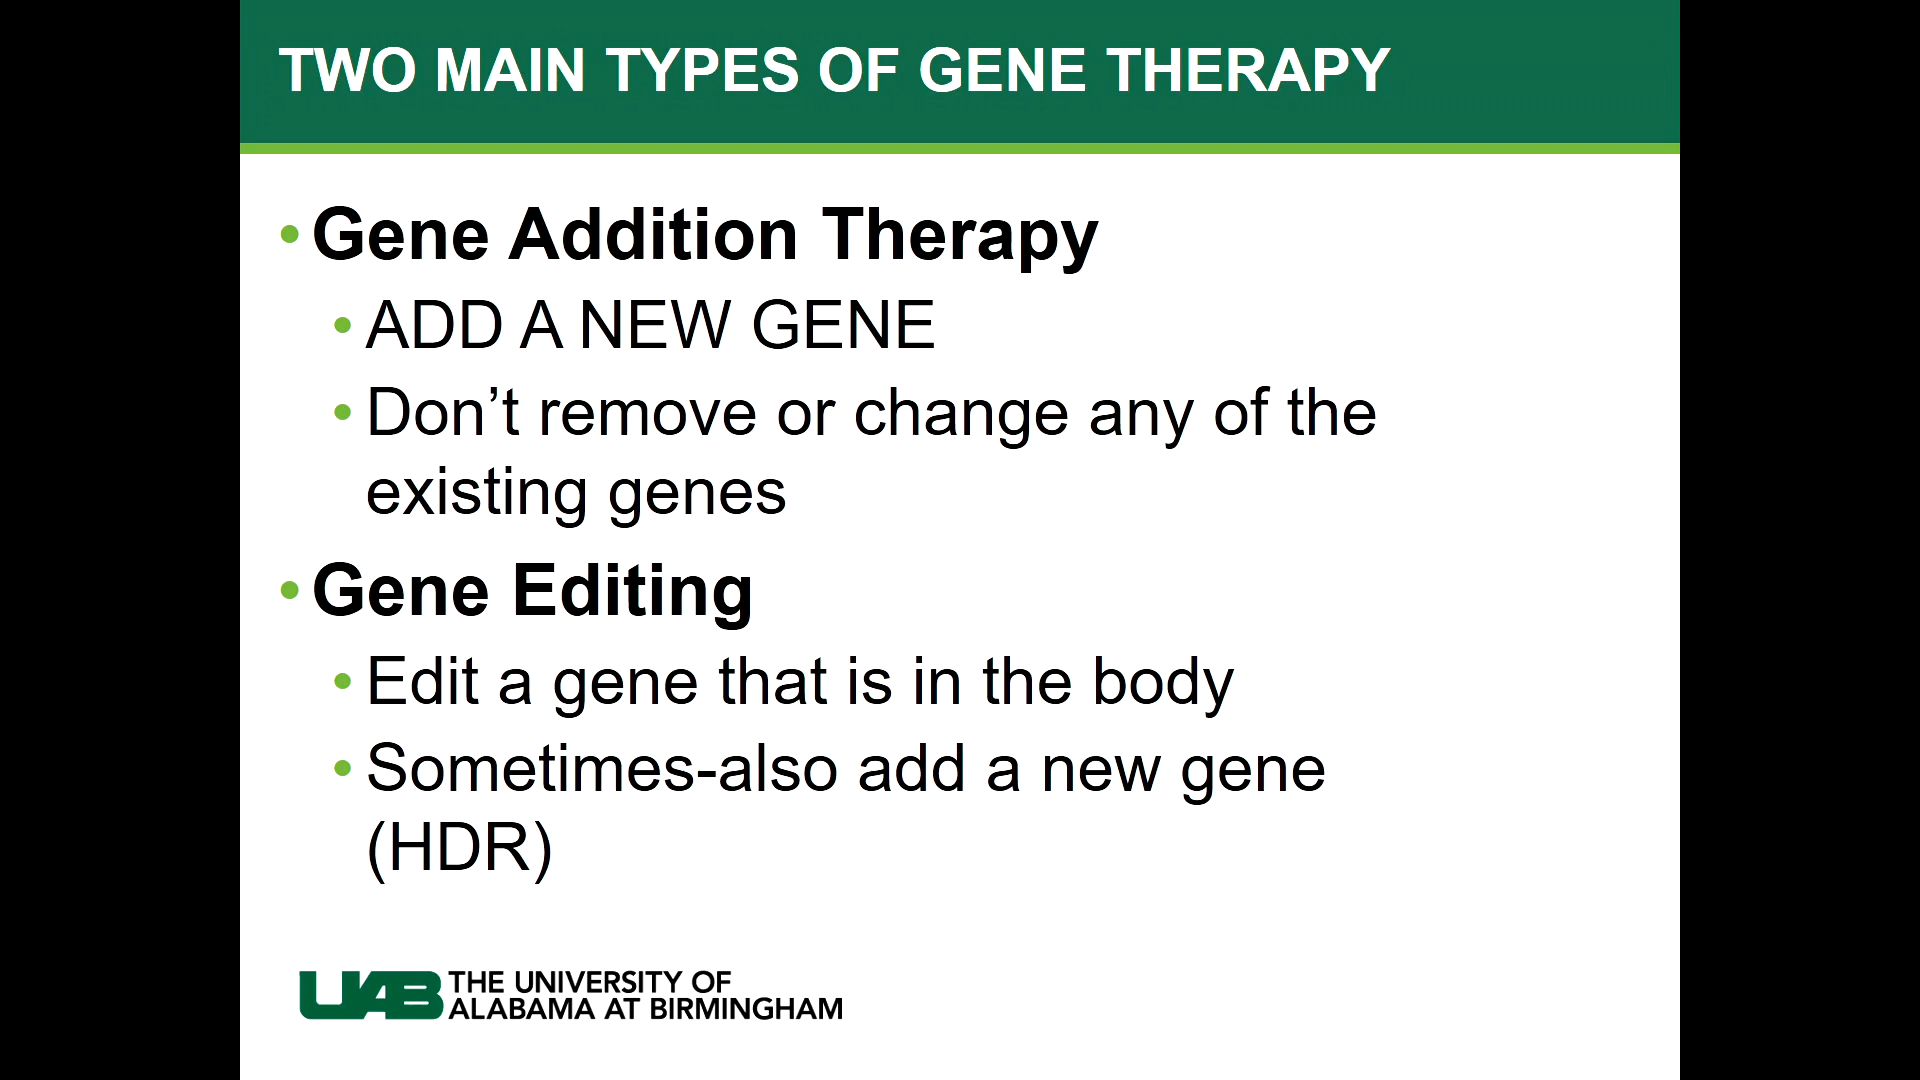 TWO MAIN TYPES OF GENE THERAPY
• Gene Addition Therapy
• ADD A NEW GENE
• Don’t remove or change any of the
existing genes
• Gene Editing
• Edit a gene that is in the body
• Sometimes-also add a new gene
(HDR)
UAB THE UNIVERSITY OF
ALABAMA AT BIRMINGHAM